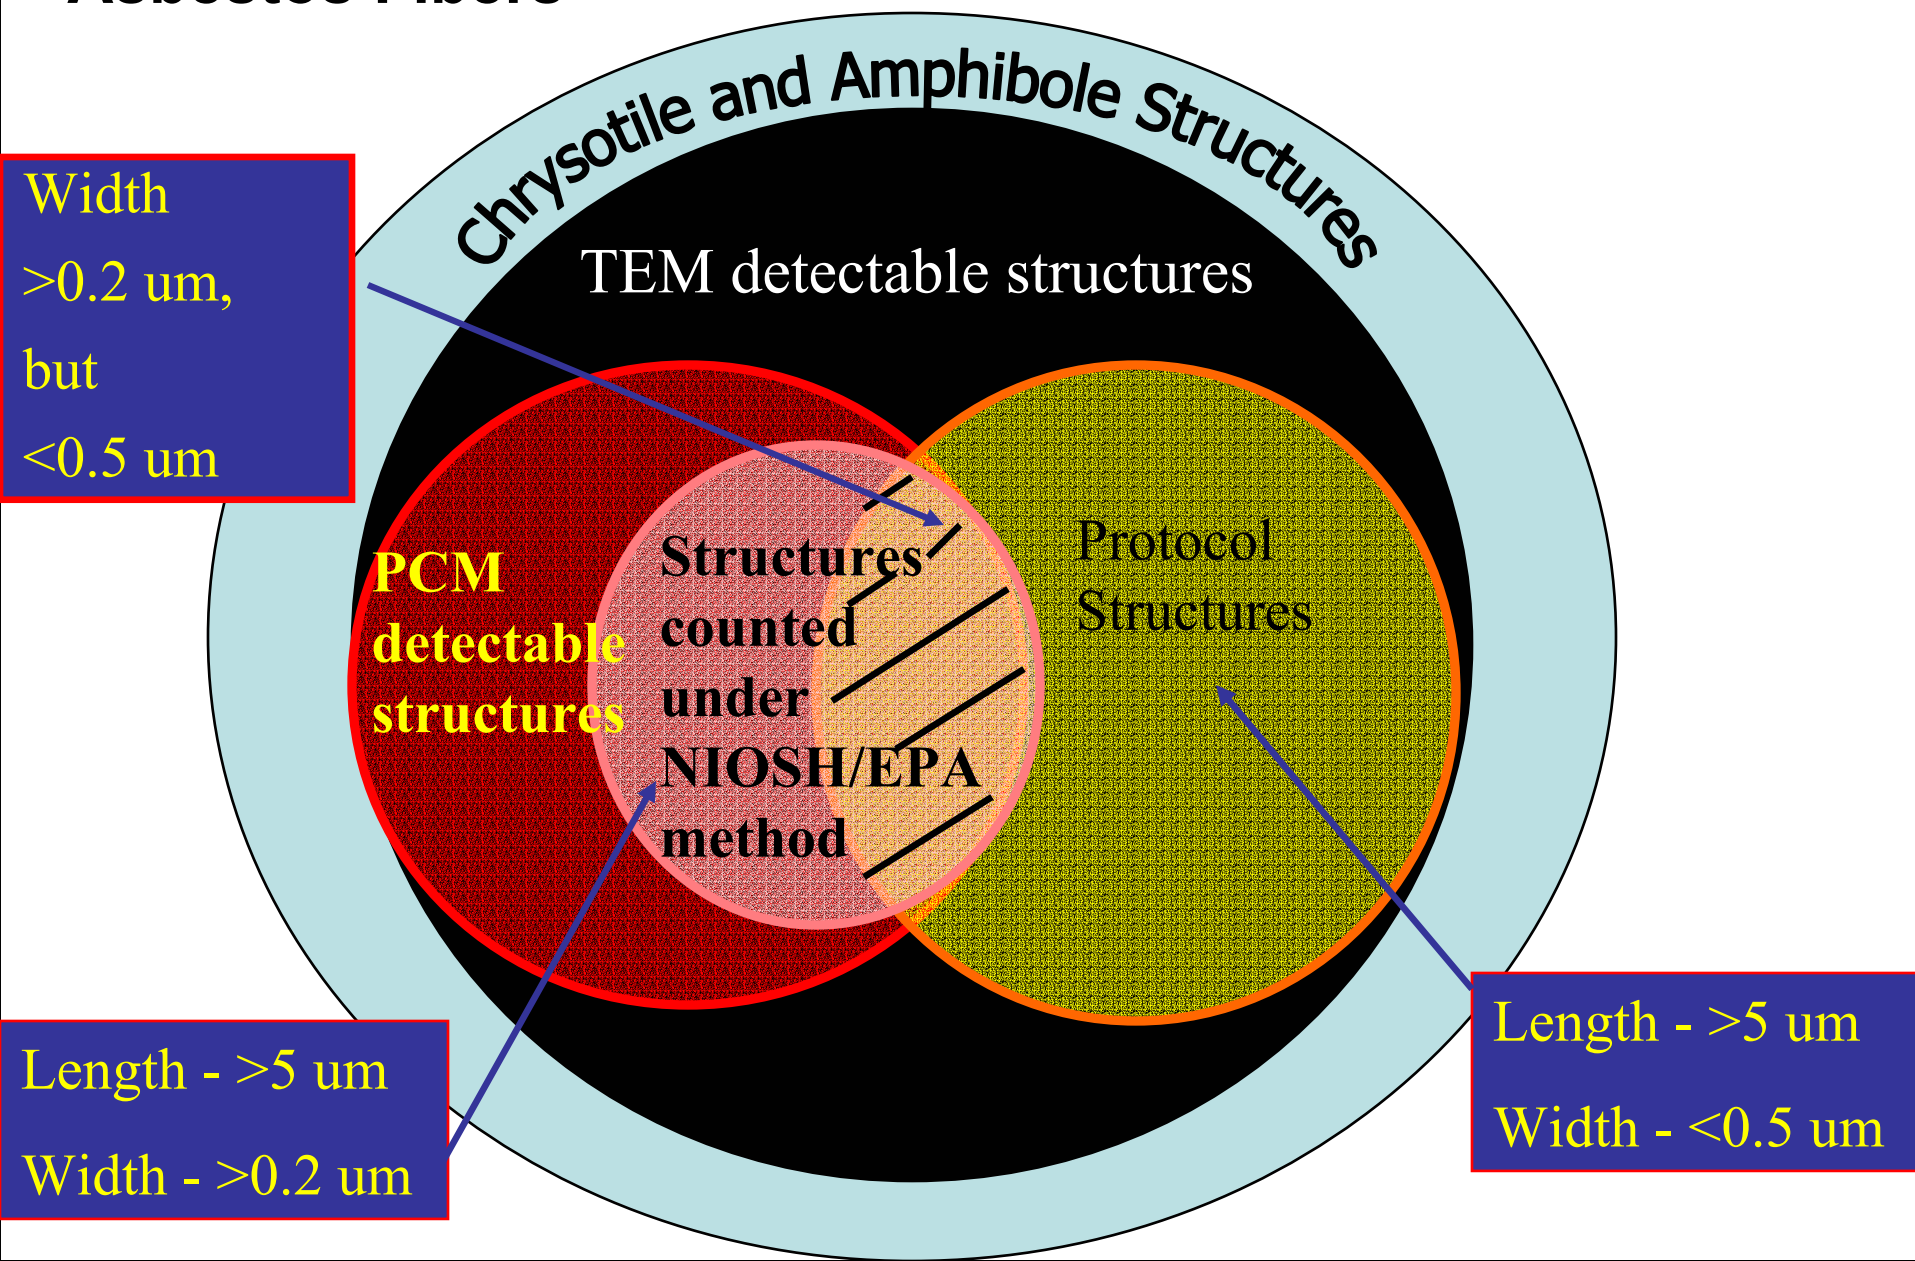 Asbestos Fibers
Chrysotile and Amphibole Structures
TEM detectable structures
Width
>0.2 um,
but
<0.5 um
PCM
detectable
structures
Structures
counted
under
NIOSH/EPA
method
Protocol
Structures
Length - >5 um
Width - >0.2 um
Length - >5 um
Width - <0.5 um